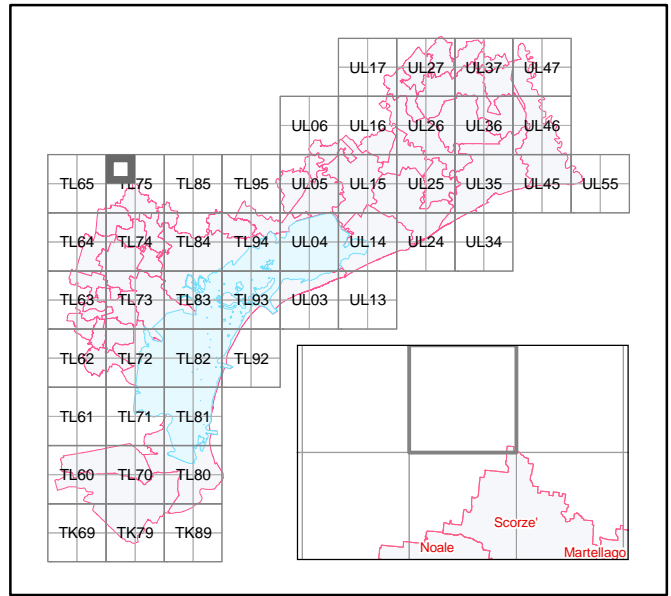 UL17 UL27 UL37 UL47
UL06 UL16 UL26 UL36 UL46
TL65 TL75 TL85 TL95 UL05 UL15 UL25 UL35 UL45 UL55
TL64 TL74 TL84 TL94 UL04 UL14 UL24 UL34
TL63 TL73 TL83 TL93 UL03 UL13
TL62 TL72 TL82 TL92
TL61 TL71 TL81
TL60 TL70 TL80
TK69 TK79 TK89
Scorze'
Noale
Martellago